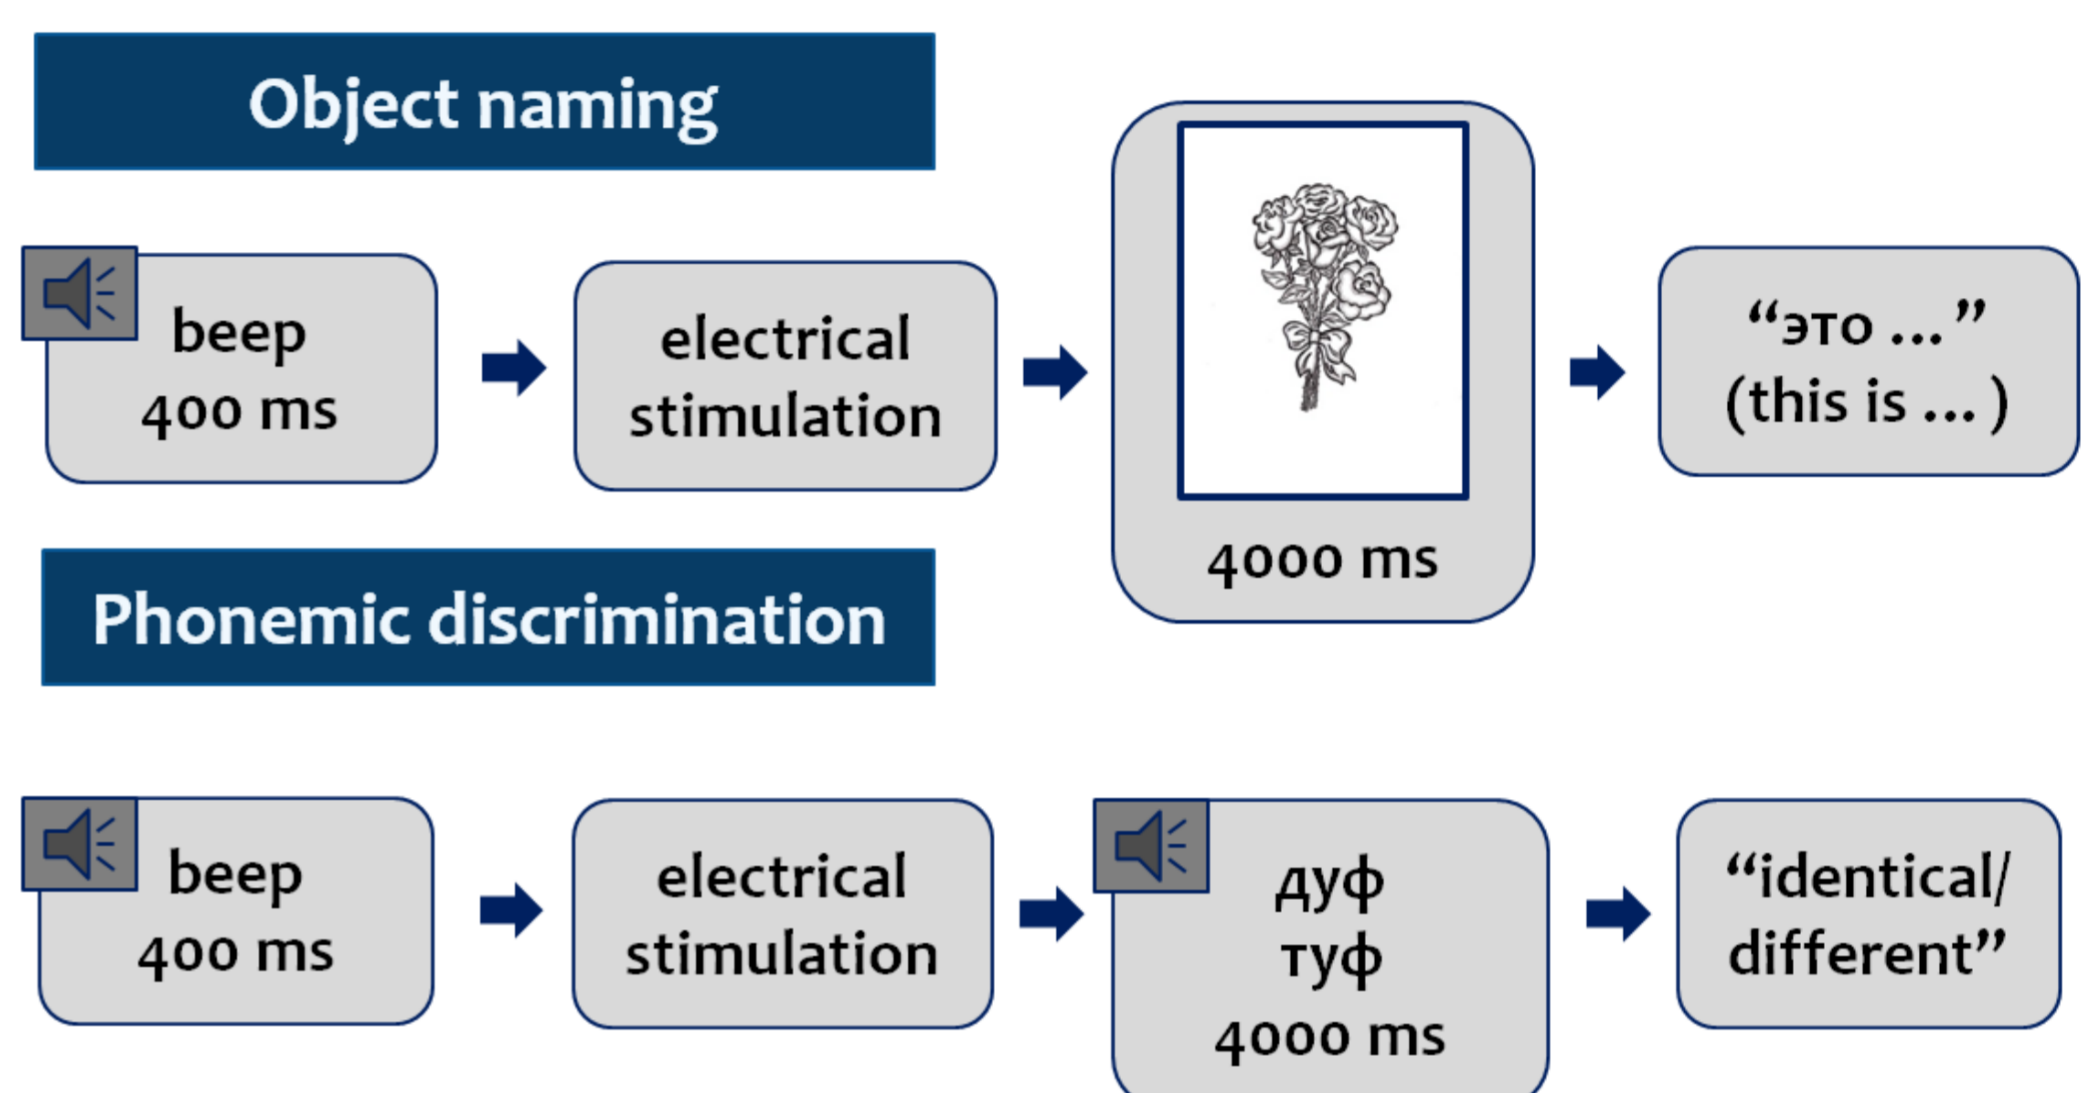 Object naming
beep
400 ms
electrical
stimulation
4000 ms
“это ...”
(this is ... )
Phonemic discrimination
beep
400 ms
electrical
stimulation
дуф
туф
4000 ms
“identical/
different”